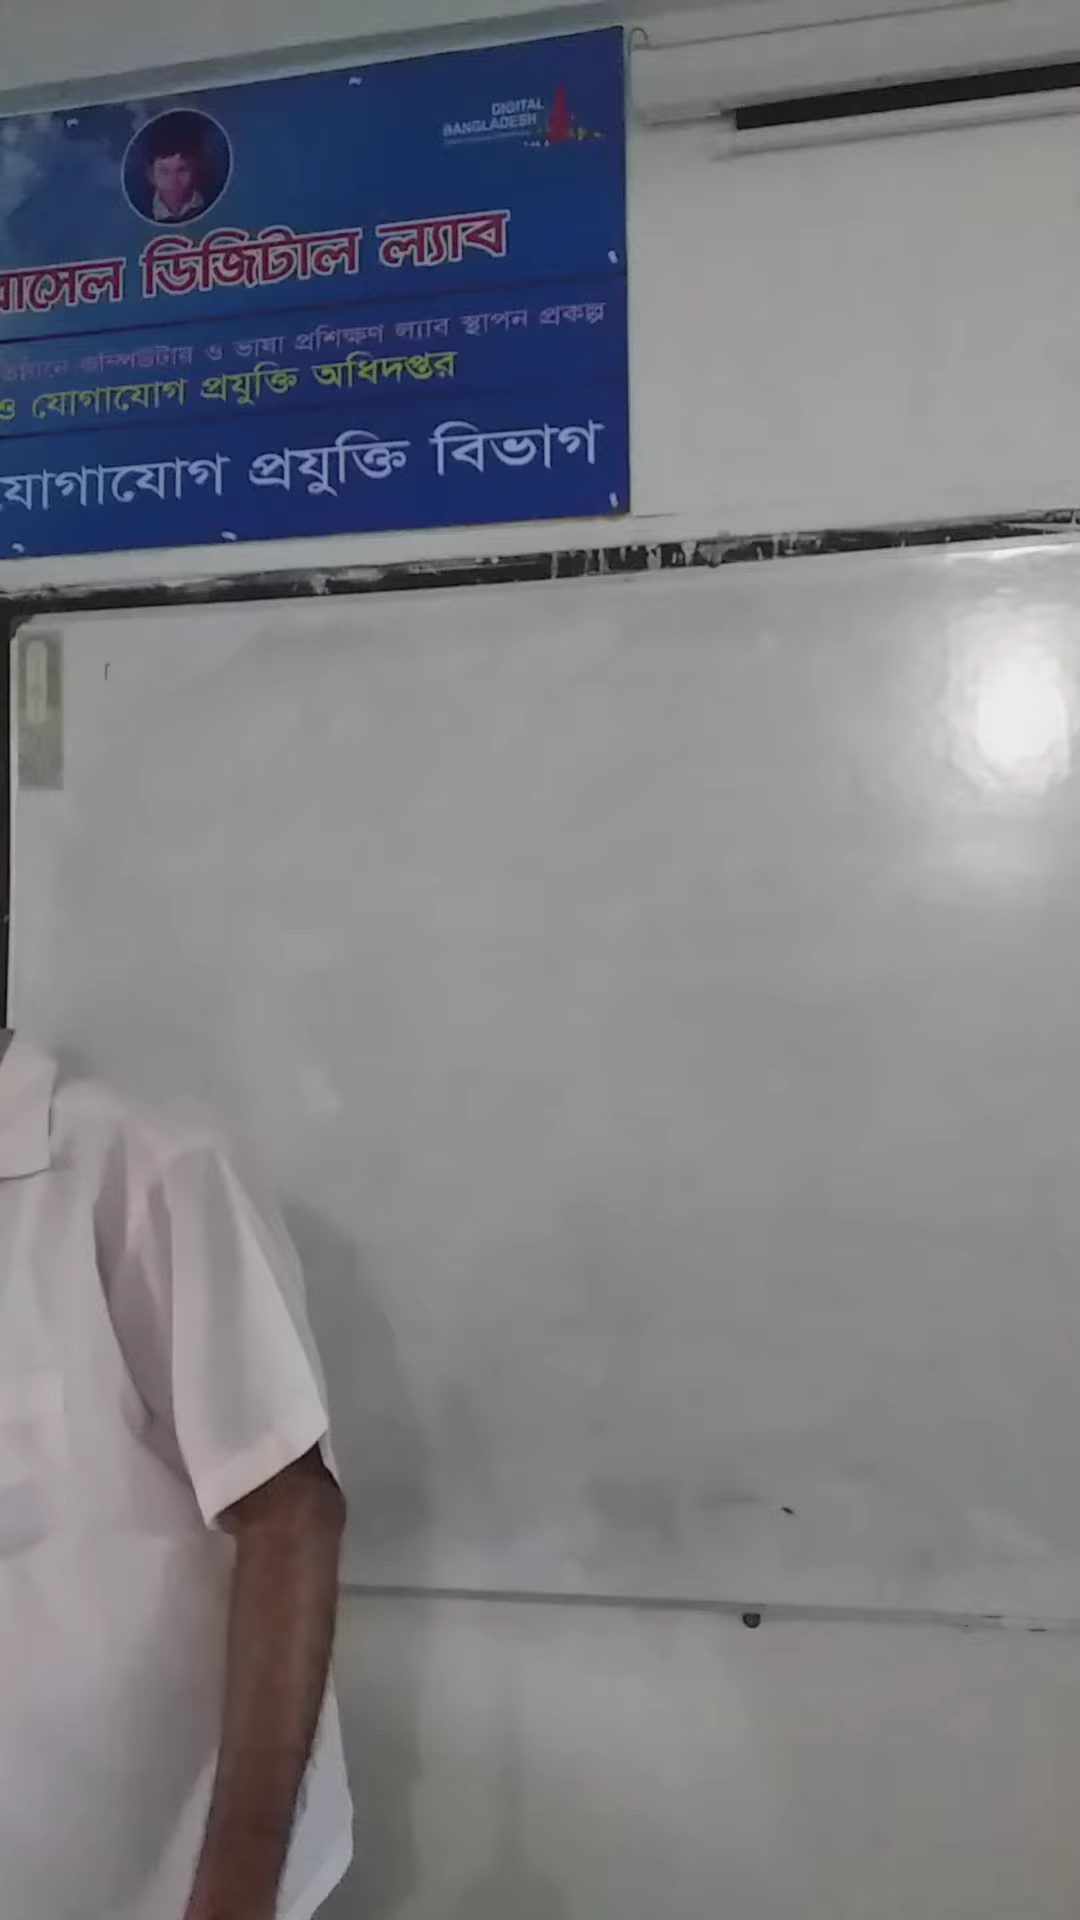 DIGITAL
BANGLADESH
রাসেল ডিজিটাল ল্যাব
কম্পিউটার ও ভাষা প্রশিক্ষণ ল্যাব স্থাপন প্রকল্প
ও যোগাযোগ প্রযুক্তি অধিদপ্তর
যোগাযোগ প্রযুক্তি বিভাগ